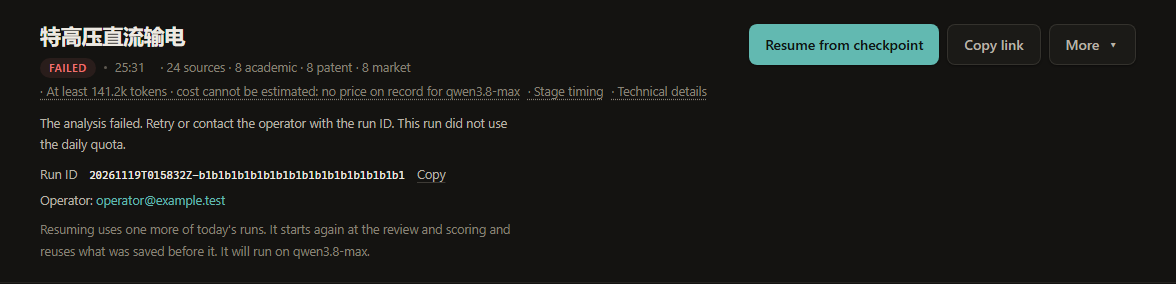 特高压直流输电
Resume from checkpoint
Copy link
More ▼
FAILED · 25:31 · 24 sources · 8 academic · 8 patent · 8 market
· At least 141.2k tokens · cost cannot be estimated: no price on record for qwen3.8-max · Stage timing · Technical details
The analysis failed. Retry or contact the operator with the run ID. This run did not use
the daily quota.
Run ID 20261119T015832Z–b1b1b1b1b1b1b1b1b1b1b1b1b1b1b1b1 Copy
Operator: operator@example.test
Resuming uses one more of today's runs. It starts again at the review and scoring and
reuses what was saved before it. It will run on qwen3.8-max.